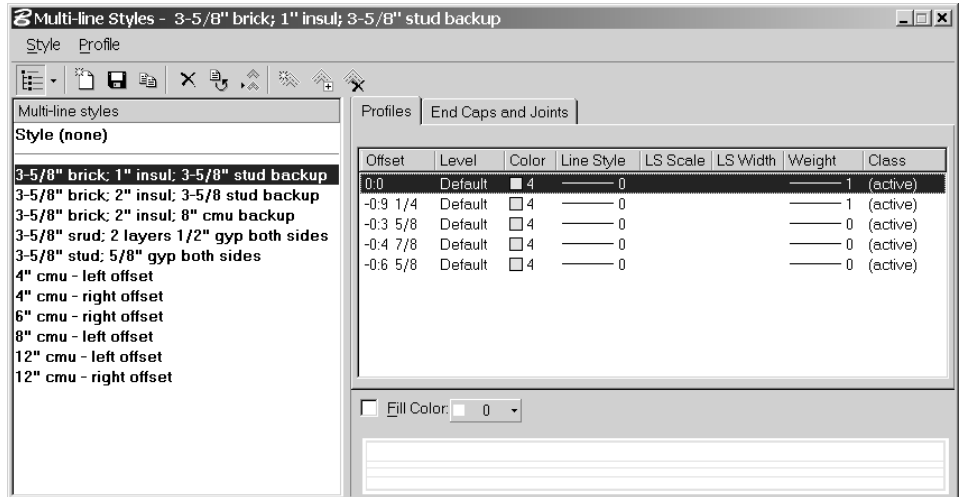 Multi-line Styles - 3-5/8" brick; 1" insul; 3-5/8" stud backup
Style Profile
Multi-line styles
Style (none)
3-5/8" brick; 1" insul; 3-5/8" stud backup
3-5/8" brick; 2" insul; 3-5/8 stud backup
3-5/8" brick; 2" insul; 8" cmu backup
3-5/8" srud; 2 layers 1/2" gyp both sides
3-5/8" stud; 5/8" gyp both sides
4" cmu - left offset
4" cmu - right offset
6" cmu - right offset
8" cmu - left offset
12" cmu - left offset
12" cmu - right offset
Profiles End Caps and Joints
Offset Level Color Line Style LS Scale LS Width Weight Class
0:0 Default 4 0 1 (active)
-0:9 1/4 Default 4 0 1 (active)
-0:3 5/8 Default 4 0 0 (active)
-0:4 7/8 Default 4 0 0 (active)
-0:6 5/8 Default 4 0 0 (active)
Fill Color: 0